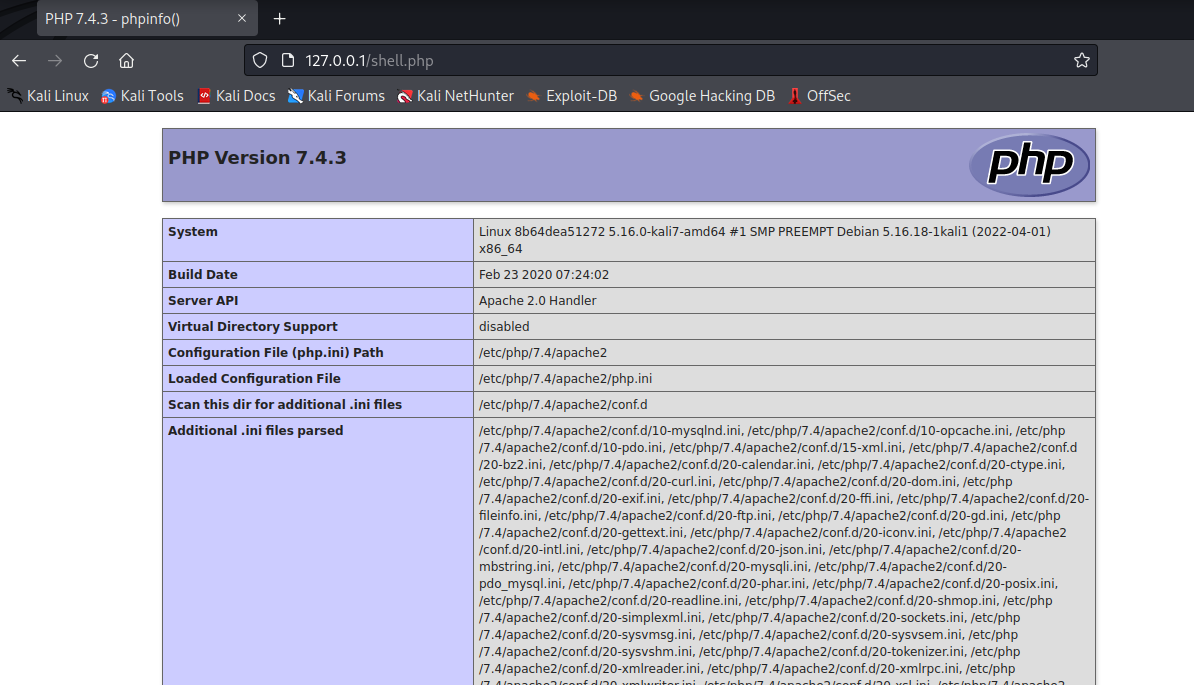 PHP 7.4.3 - phpinfo()
127.0.0.1/shell.php
Kali Linux Kali Tools Kali Docs Kali Forums Kali NetHunter Exploit-DB Google Hacking DB OffSec
PHP Version 7.4.3
php
System Linux 8b64dea51272 5.16.0-kali7-amd64 #1 SMP PREEMPT Debian 5.16.18-1kali1 (2022-04-01)
x86_64
Build Date Feb 23 2020 07:24:02
Server API Apache 2.0 Handler
Virtual Directory Support disabled
Configuration File (php.ini) Path /etc/php/7.4/apache2
Loaded Configuration File /etc/php/7.4/apache2/php.ini
Scan this dir for additional .ini files /etc/php/7.4/apache2/conf.d
Additional .ini files parsed /etc/php/7.4/apache2/conf.d/10-mysqlnd.ini, /etc/php/7.4/apache2/conf.d/10-opcache.ini, /etc/php
/7.4/apache2/conf.d/10-pdo.ini, /etc/php/7.4/apache2/conf.d/15-xml.ini, /etc/php/7.4/apache2/conf.d
/20-bz2.ini, /etc/php/7.4/apache2/conf.d/20-calendar.ini, /etc/php/7.4/apache2/conf.d/20-ctype.ini,
/etc/php/7.4/apache2/conf.d/20-curl.ini, /etc/php/7.4/apache2/conf.d/20-dom.ini, /etc/php
/7.4/apache2/conf.d/20-exif.ini, /etc/php/7.4/apache2/conf.d/20-ffi.ini, /etc/php/7.4/apache2/conf.d/20-
fileinfo.ini, /etc/php/7.4/apache2/conf.d/20-ftp.ini, /etc/php/7.4/apache2/conf.d/20-gd.ini, /etc/php
/7.4/apache2/conf.d/20-gettext.ini, /etc/php/7.4/apache2/conf.d/20-iconv.ini, /etc/php/7.4/apache2
/conf.d/20-intl.ini, /etc/php/7.4/apache2/conf.d/20-json.ini, /etc/php/7.4/apache2/conf.d/20-
mbstring.ini, /etc/php/7.4/apache2/conf.d/20-mysqli.ini, /etc/php/7.4/apache2/conf.d/20-
pdo_mysql.ini, /etc/php/7.4/apache2/conf.d/20-phar.ini, /etc/php/7.4/apache2/conf.d/20-posix.ini,
/etc/php/7.4/apache2/conf.d/20-readline.ini, /etc/php/7.4/apache2/conf.d/20-shmop.ini, /etc/php
/7.4/apache2/conf.d/20-simplexml.ini, /etc/php/7.4/apache2/conf.d/20-sockets.ini, /etc/php
/7.4/apache2/conf.d/20-sysvmsg.ini, /etc/php/7.4/apache2/conf.d/20-sysvsem.ini, /etc/php
/7.4/apache2/conf.d/20-sysvshm.ini, /etc/php/7.4/apache2/conf.d/20-tokenizer.ini, /etc/php
/7.4/apache2/conf.d/20-xmlreader.ini, /etc/php/7.4/apache2/conf.d/20-xmlrpc.ini, /etc/php